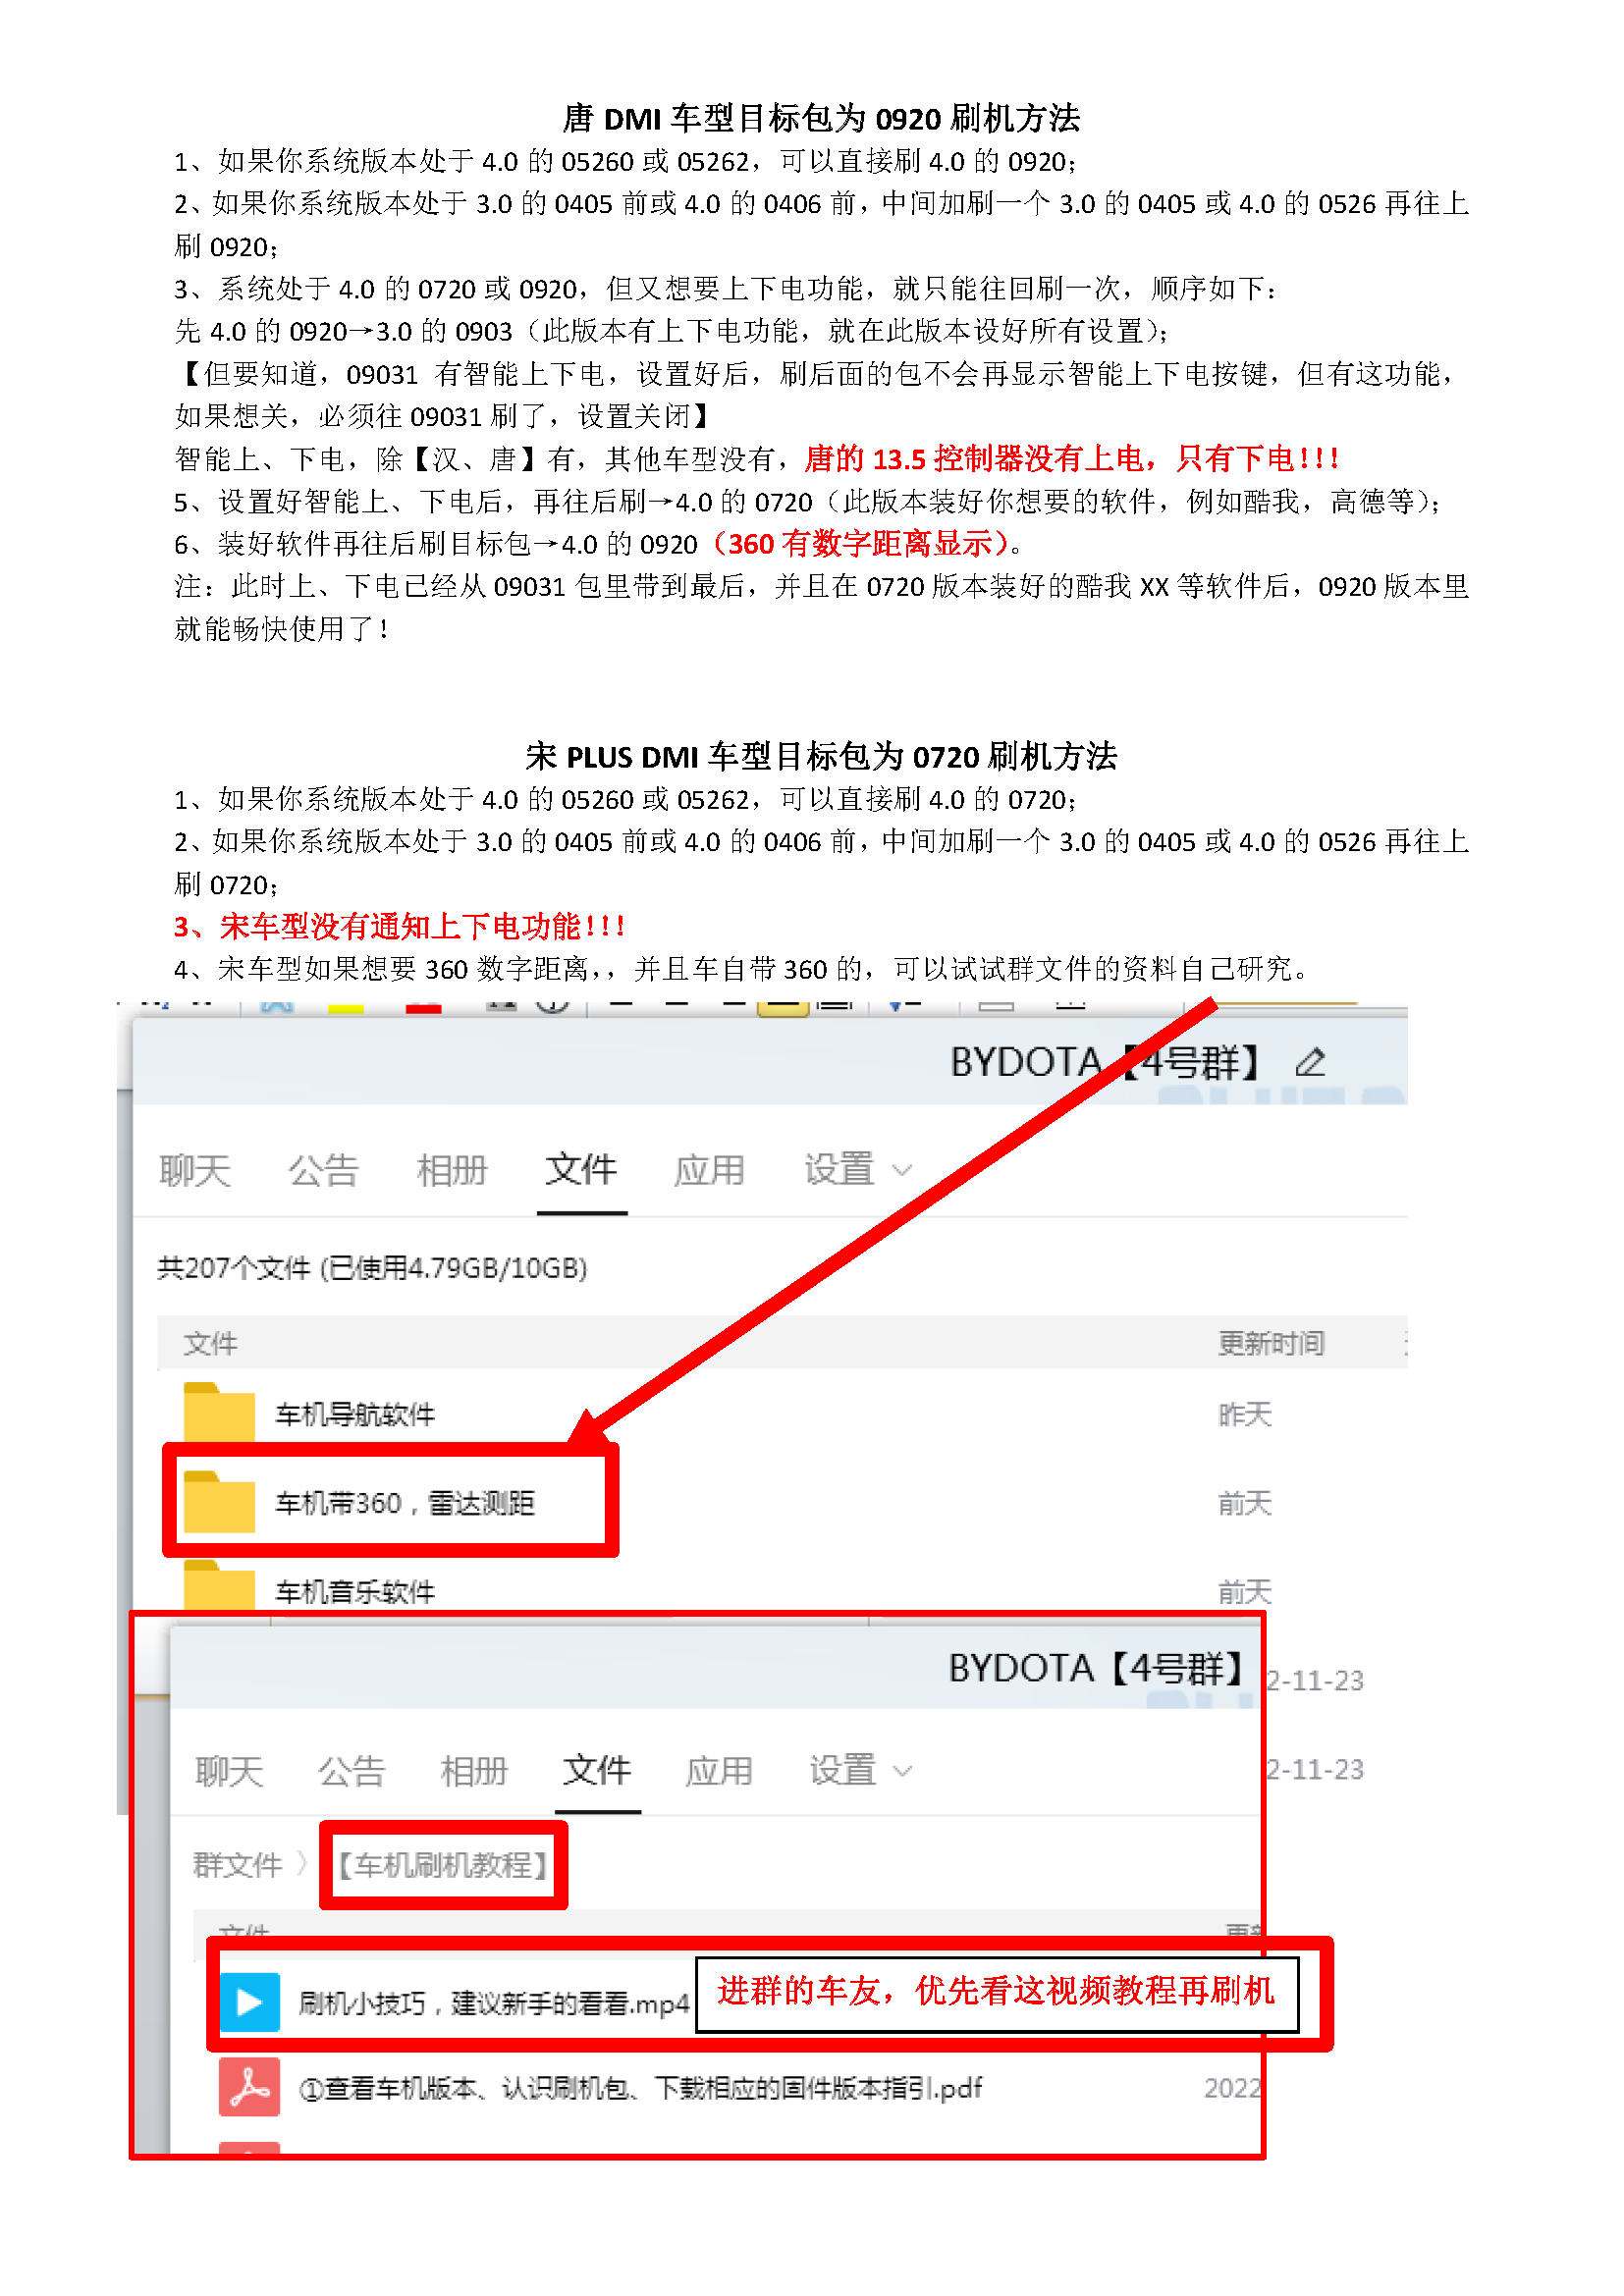 唐 DMI 车型目标包为 0920 刷机方法
1、如果你系统版本处于 4.0 的 05260 或 05262，可以直接刷 4.0 的 0920；
2、如果你系统版本处于 3.0 的 0405 前或 4.0 的 0406 前，中间加刷一个 3.0 的 0405 或 4.0 的 0526 再往上
刷 0920；
3、系统处于 4.0 的 0720 或 0920，但又想要上下电功能，就只能往回刷一次，顺序如下：
先 4.0 的 0920→3.0 的 0903（此版本有上下电功能，就在此版本设好所有设置）；
【但要知道，09031 有智能上下电，设置好后，刷后面的包不会再显示智能上下电按键，但有这功能，
如果想关，必须往 09031 刷了，设置关闭】
智能上、下电，除【汉、唐】有，其他车型没有，唐的 13.5 控制器没有上电，只有下电！！！
5、设置好智能上、下电后，再往后刷→4.0 的 0720（此版本装好你想要的软件，例如酷我，高德等）；
6、装好软件再往后刷目标包→4.0 的 0920（360 有数字距离显示）。
注：此时上、下电已经从 09031 包里带到最后，并且在 0720 版本装好的酷我 XX 等软件后，0920 版本里
就能畅快使用了！
宋 PLUS DMI 车型目标包为 0720 刷机方法
1、如果你系统版本处于 4.0 的 05260 或 05262，可以直接刷 4.0 的 0720；
2、如果你系统版本处于 3.0 的 0405 前或 4.0 的 0406 前，中间加刷一个 3.0 的 0405 或 4.0 的 0526 再往上
刷 0720；
3、宋车型没有通知上下电功能！！！
4、宋车型如果想要 360 数字距离，，并且车自带 360 的，可以试试群文件的资料自己研究。
BYDOTA【4号群】
聊天 公告 相册 文件 应用 设置
共207个文件 (已使用4.79GB/10GB)
文件 更新时间
车机导航软件 昨天
车机带360，雷达测距 前天
车机音乐软件 前天
BYDOTA【4号群】
2-11-23
聊天 公告 相册 文件 应用 设置
2-11-23
群文件 〉【车机刷机教程】
文件
刷机小技巧，建议新手的看看.mp4 进群的车友，优先看这视频教程再刷机
①查看车机版本、认识刷机包、下载相应的固件版本指引.pdf 2022